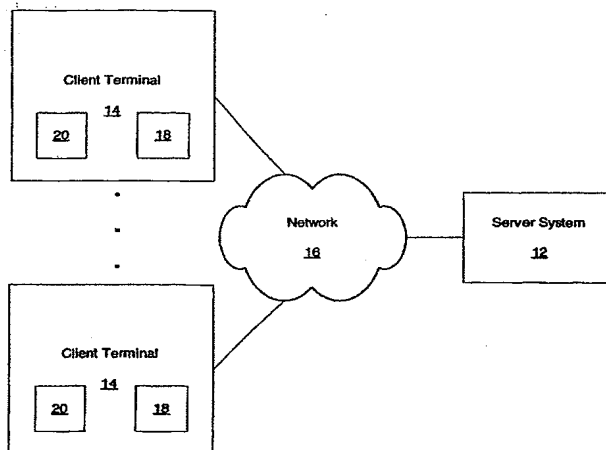 Client Terminal
14
20 18
Network
16
Server System
12
Client Terminal
14
20 18